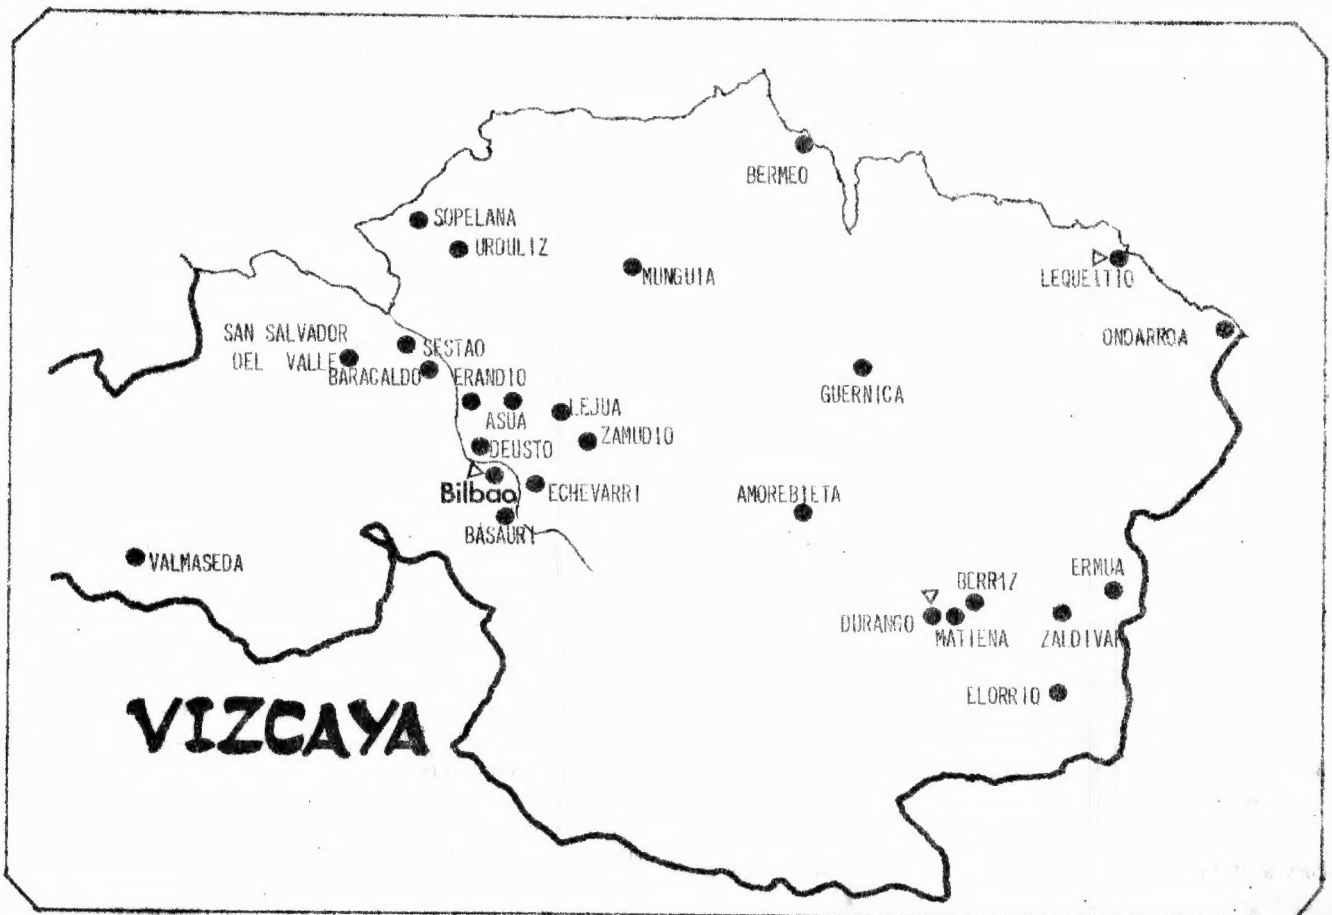 BERMEO
SOPELANA
URDULIZ
MUNGUIA
LEQUEITIO
ONDARROA
SAN SALVADOR
DEL VALLE
SESTAO
BARACALDO
ERANDIO
GUERNICA
ASUA
LEJUA
ZAMUDIO
DEUSTO
Bilbao
ECHEVARRI
AMOREBIETA
BASAURI
VALMASEDA
BERRIZ
ERMUA
DURANGO
MATIENA
ZALDIVAR
ELORRIO
VIZCAYA